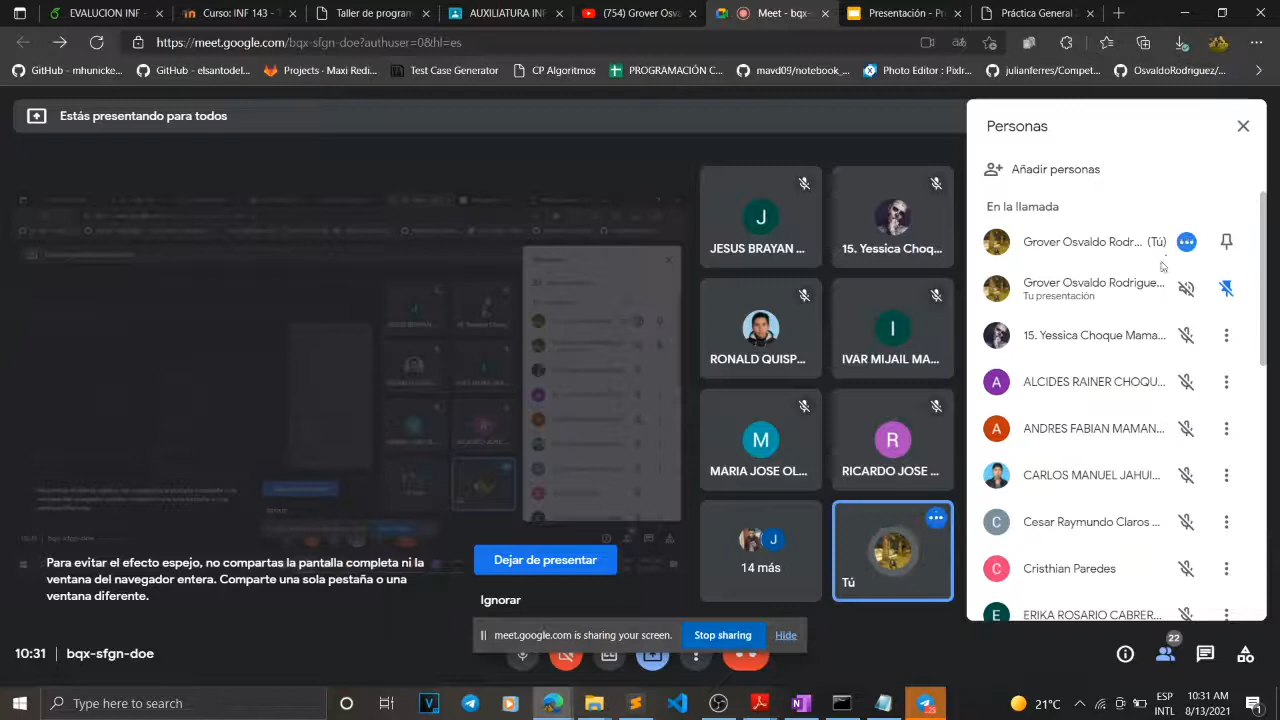 EVALUCION INF -
Curso: INF 143 - T
Taller de program
AUXILIATURA INF
(754) Grover Osva
Meet - bqx-
Presentación - Pr
Práctica General 2
https://meet.google.com/bqx-sfgn-doe?authuser=0&hl=es
GitHub - mhunicke...
GitHub - elsantodel...
Projects · Maxi Redi...
Test Case Generator
CP Algoritmos
PROGRAMACIÓN C...
mavd09/notebook_...
Photo Editor : Pixlr...
julianferres/Compet...
OsvaldoRodriguez/...
Estás presentando para todos
JESUS BRAYAN ...
15. Yessica Choq...
RONALD QUISP...
IVAR MIJAIL MA...
MARIA JOSE OL...
RICARDO JOSE ...
14 más
Tú
Para evitar el efecto espejo, no compartas la pantalla completa ni la
ventana del navegador entera. Comparte una sola pestaña o una
ventana diferente.
Dejar de presentar
Ignorar
meet.google.com is sharing your screen.
Stop sharing
Hide
10:31 | bqx-sfgn-doe
Personas
Añadir personas
En la llamada
Grover Osvaldo Rodr... (Tú)
Grover Osvaldo Rodrigue...
Tu presentación
15. Yessica Choque Mama...
A ALCIDES RAINER CHOQU...
A ANDRES FABIAN MAMAN...
CARLOS MANUEL JAHUI...
C Cesar Raymundo Claros ...
C Cristhian Paredes
E ERIKA ROSARIO CABRER...
22
Type here to search
21°C
ESP
INTL
10:31 AM
8/13/2021